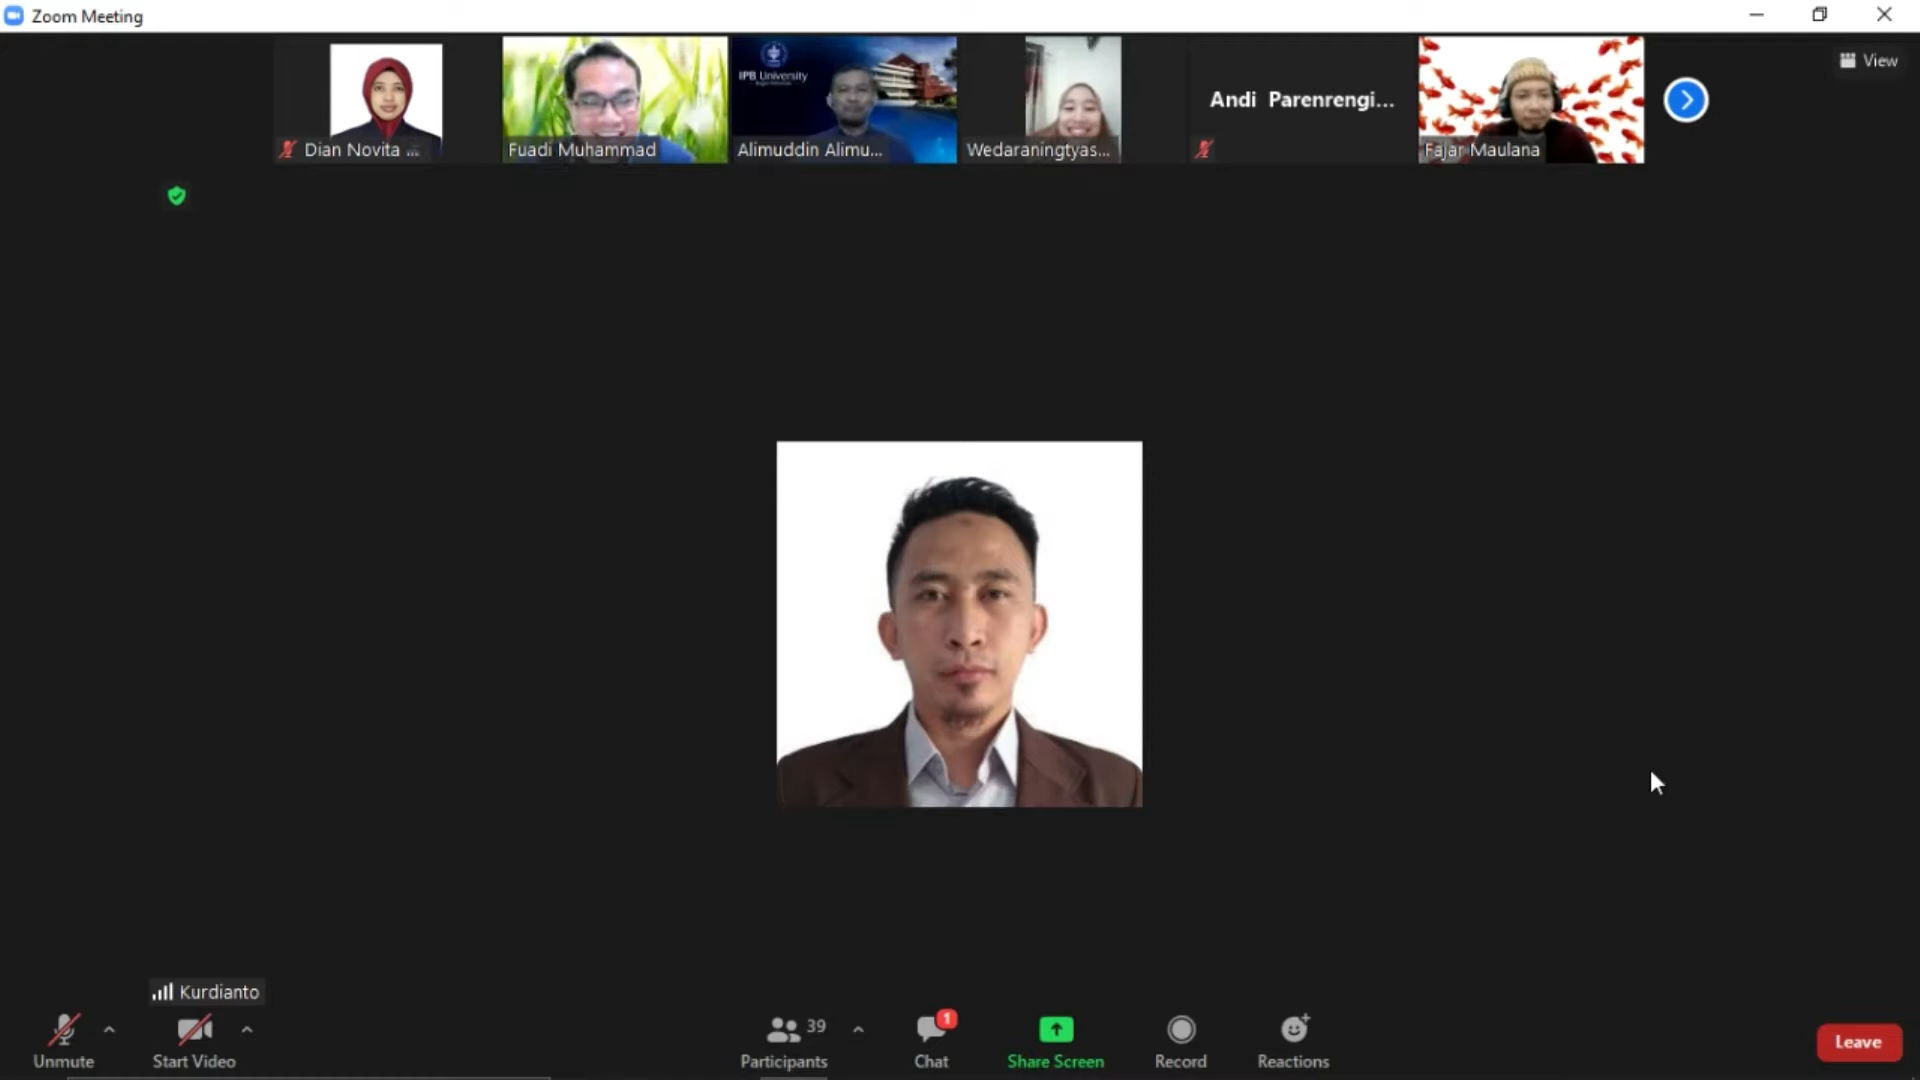 Zoom Meeting
View
Dian Novita ...
Fuadi Muhammad
IPB University
Alimuddin Alimu...
Wedaraningtyas...
Andi Parenrengi...
Fajar Maulana
Kurdianto
Unmute
Start Video
39
Participants
1
Chat
Share Screen
Record
Reactions
Leave